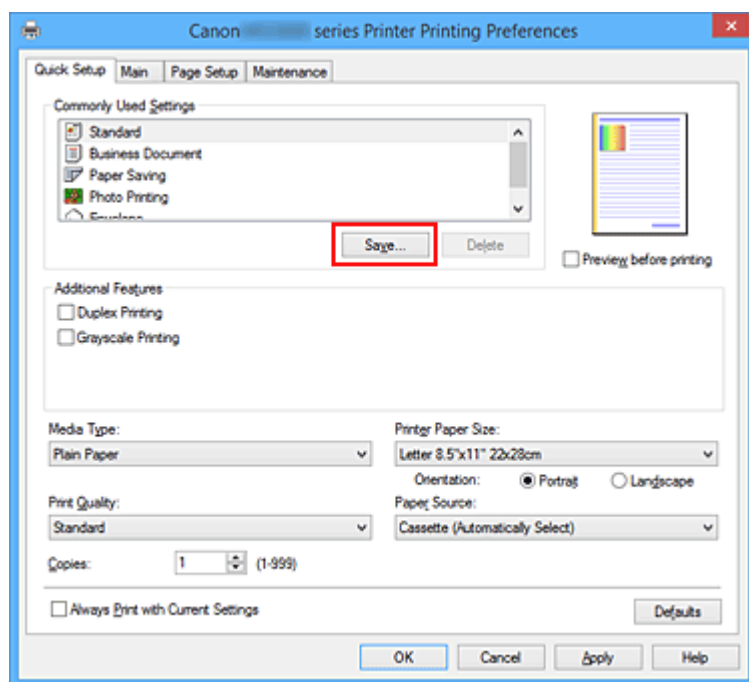 Canon series Printer Printing Preferences
Quick Setup Main Page Setup Maintenance
Commonly Used Settings
Standard
Business Document
Paper Saving
Photo Printing
Envelope
Save... Delete
Preview before printing
Additional Features
Duplex Printing
Grayscale Printing
Media Type: Printer Paper Size:
Plain Paper Letter 8.5"x11" 22x28cm
Orientation: Portrait Landscape
Print Quality: Paper Source:
Standard Cassette (Automatically Select)
Copies: 1 (1-999)
Always Print with Current Settings Defaults
OK Cancel Apply Help